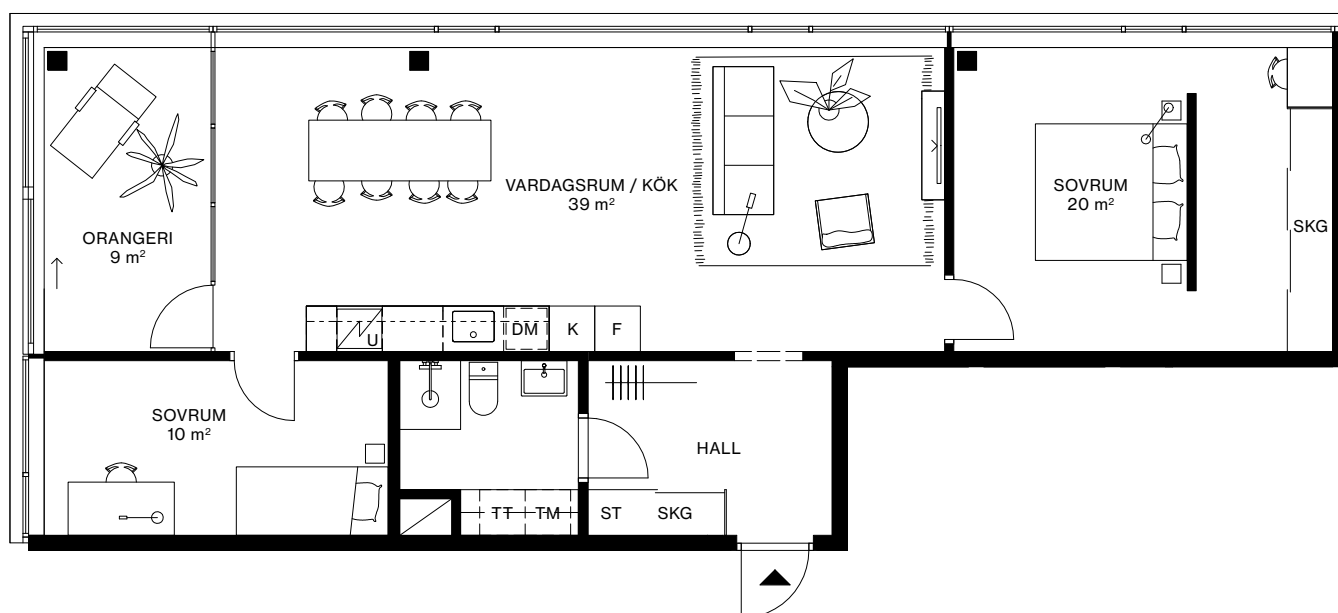 VARDAGSRUM / KÖK
39 m²
SOVRUM
20 m²
SKG
ORANGERI
9 m²
U
DM
K
F
SOVRUM
10 m²
HALL
TT
TM
ST
SKG